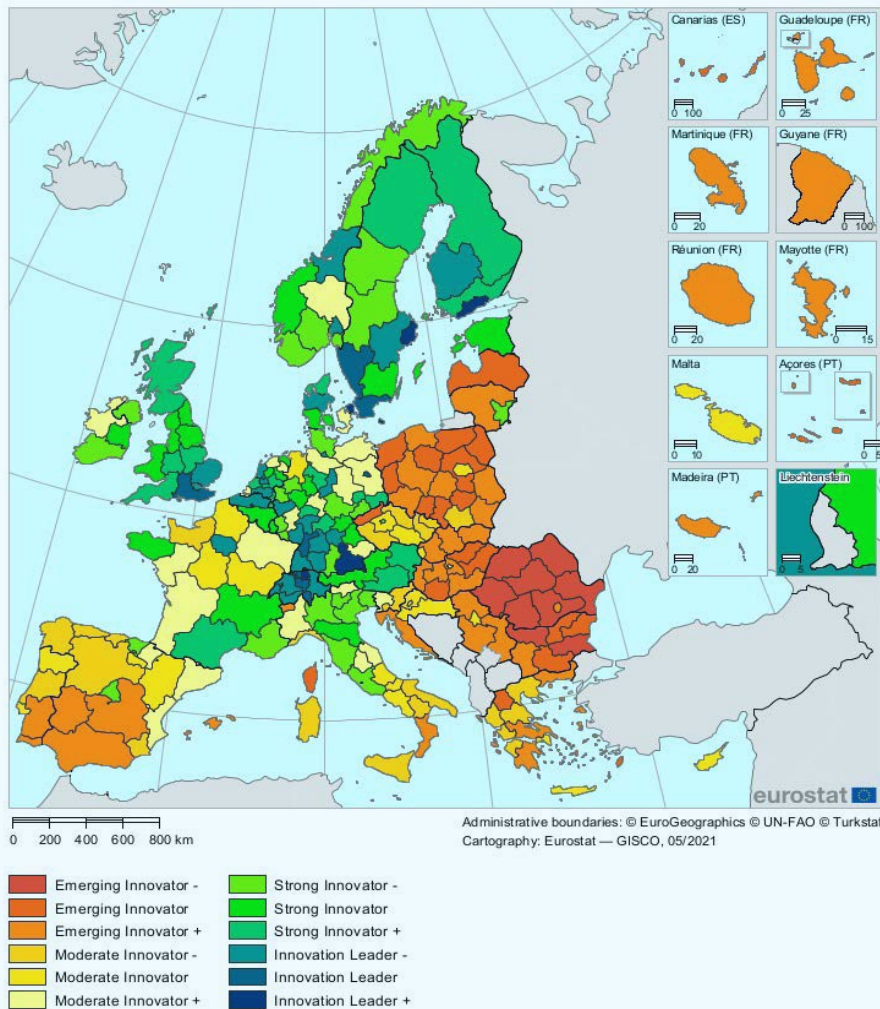 Canarias (ES)
0 100
Guadeloupe (FR)
0 25
Martinique (FR)
0 20
Guyane (FR)
0 100
Réunion (FR)
0 20
Mayotte (FR)
0 15
Malta
0 10
Açores (PT)
0 5
Madeira (PT)
0 20
Liechtenstein
0 5
eurostat
0 200 400 600 800 km
Administrative boundaries: © EuroGeographics © UN-FAO © Turkstat
Cartography: Eurostat — GISCO, 05/2021
Emerging Innovator -
Emerging Innovator
Emerging Innovator +
Moderate Innovator -
Moderate Innovator
Moderate Innovator +
Strong Innovator -
Strong Innovator
Strong Innovator +
Innovation Leader -
Innovation Leader
Innovation Leader +